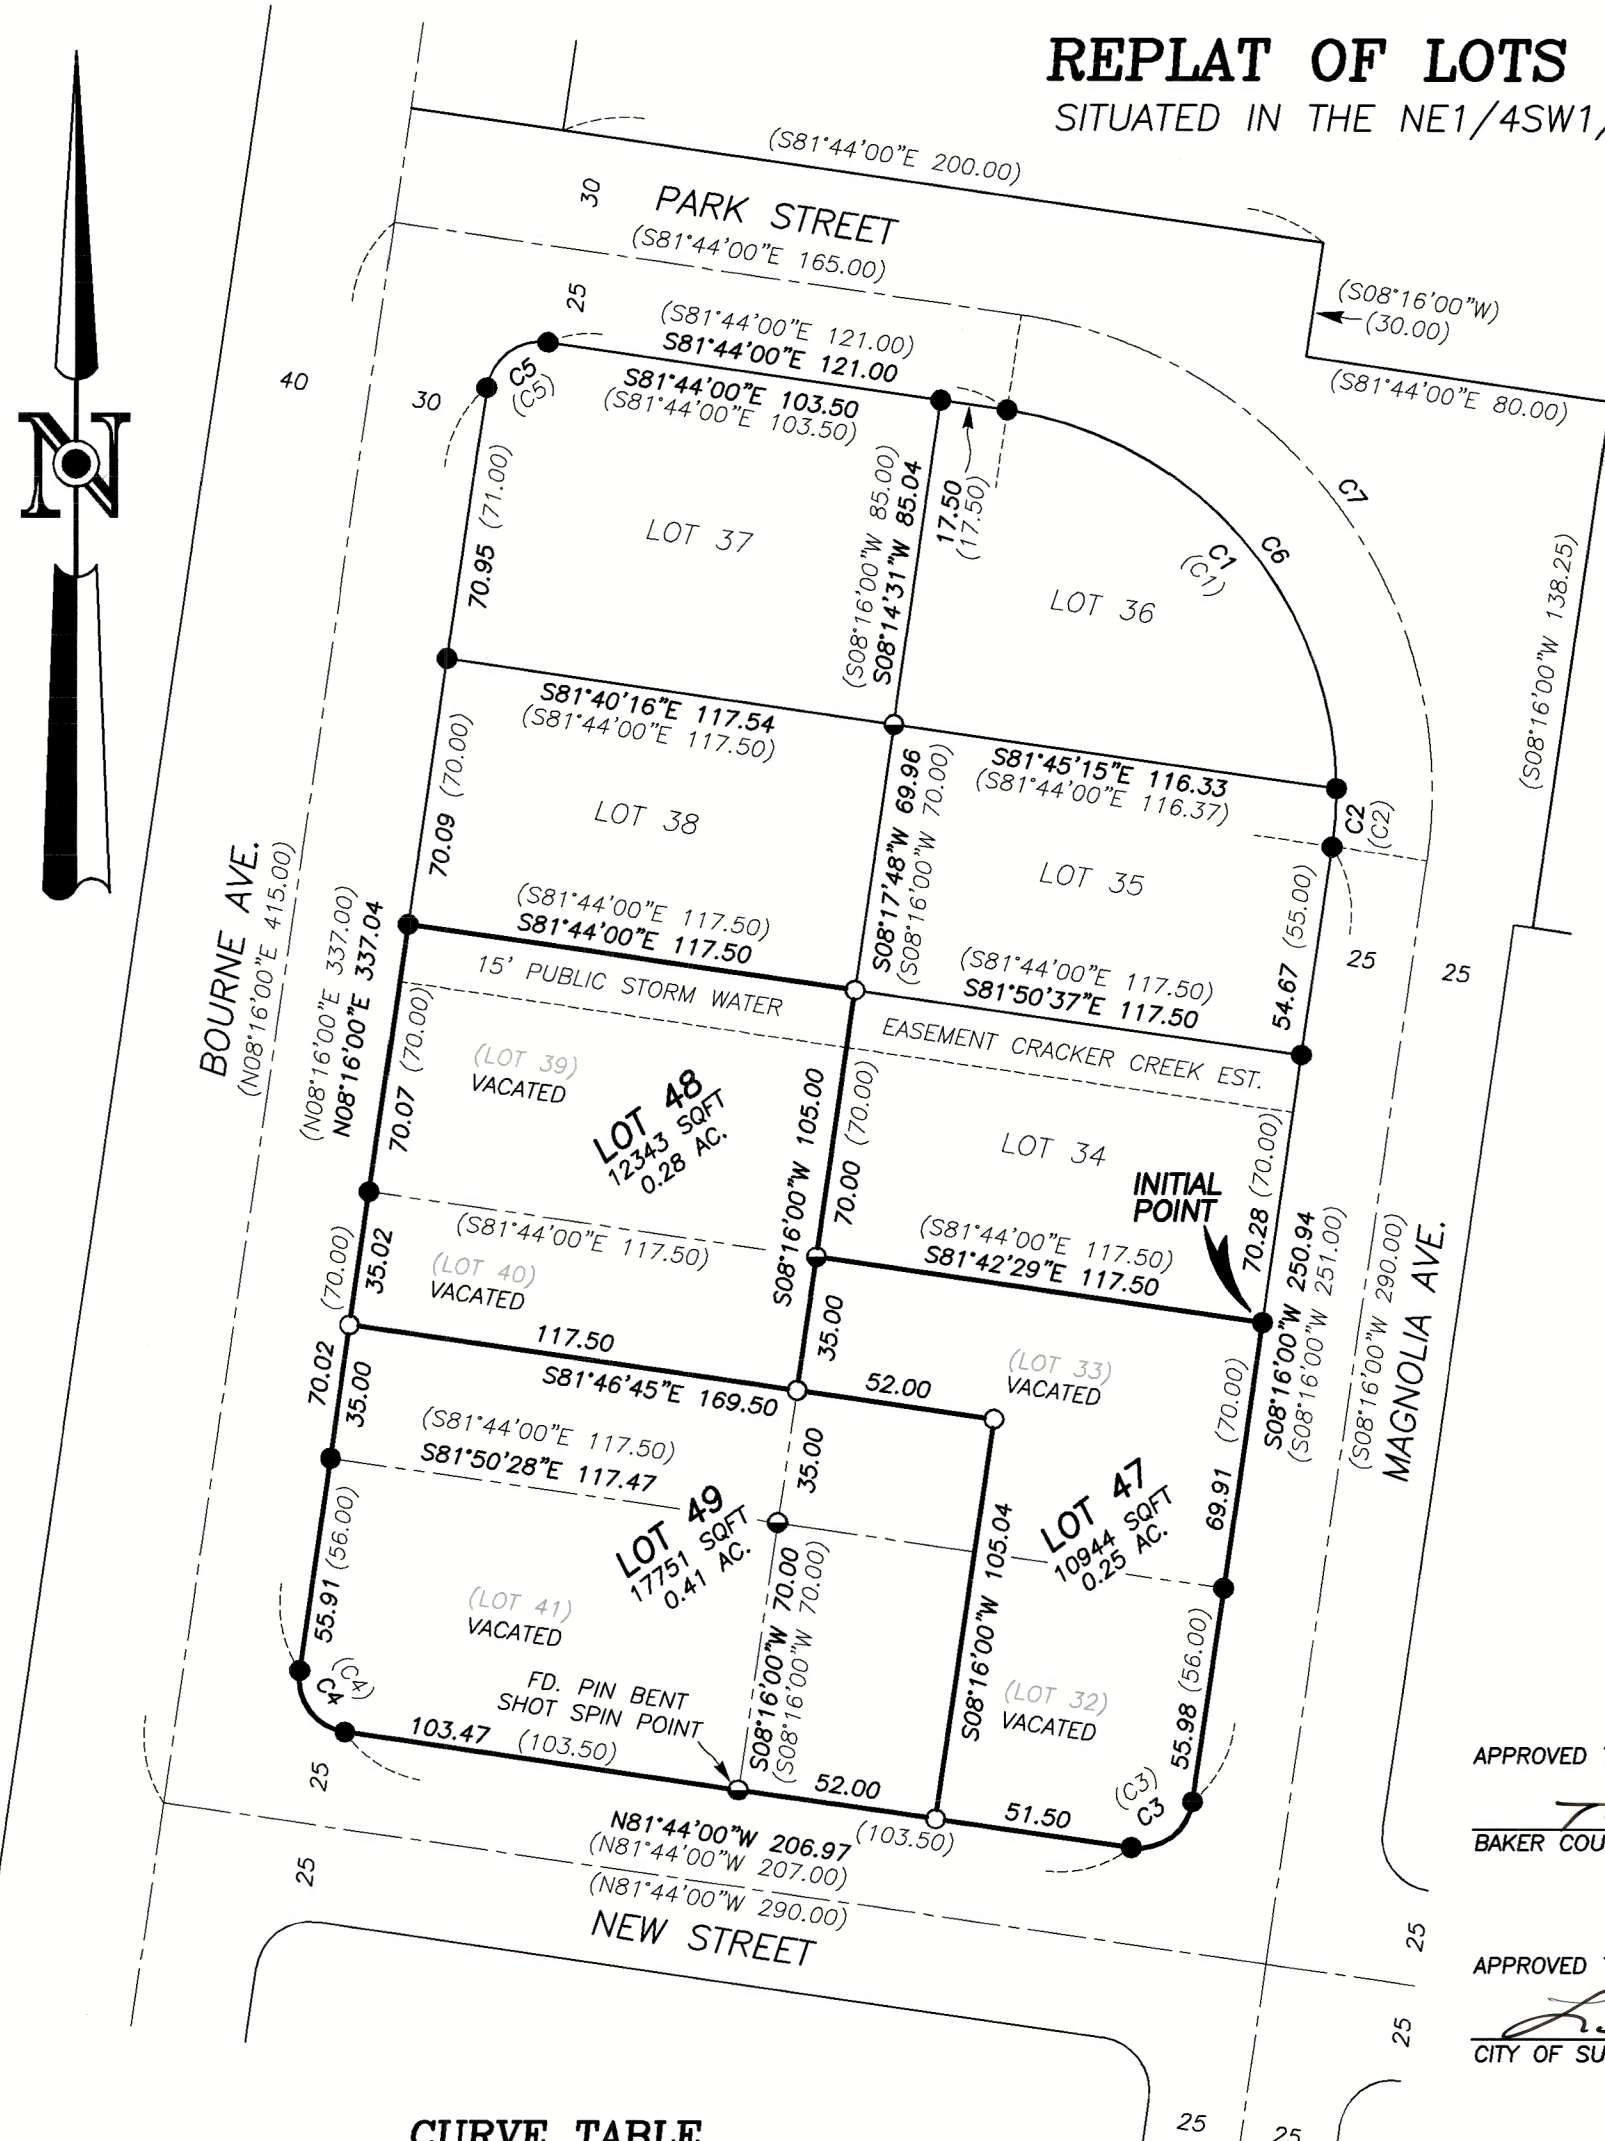 REPLAT OF LOTS
SITUATED IN THE NE1/4SW1/
(S81°44'00"E 200.00)
30
PARK STREET
(S81°44'00"E 165.00)
25
(S81°44'00"E 121.00)
S81°44'00"E 121.00
S81°44'00"E 103.50
(S81°44'00"E 103.50)
(S08°16'00"W)
(30.00)
(S81°44'00"E 80.00)
40
30
C5
(C5)
N
70.95 (71.00)
LOT 37
(S08°16'00"W 85.00)
S08°14'31"W 85.04
17.50
(17.50)
C7
C6
C1
(C1)
LOT 36
(S08°16'00"W 138.25)
S81°40'16"E 117.54
(S81°44'00"E 117.50)
S81°45'15"E 116.33
(S81°44'00"E 116.37)
C2
(C2)
70.09 (70.00)
LOT 38
S08°17'48"W 69.96
(S08°16'00"W 70.00)
LOT 35
54.67 (55.00)
25
25
BOURNE AVE.
(N08°16'00"E 415.00)
(N08°16'00"E 337.00)
N08°16'00"E 337.04
(S81°44'00"E 117.50)
S81°44'00"E 117.50
(S81°44'00"E 117.50)
S81°50'37"E 117.50
15' PUBLIC STORM WATER
EASEMENT CRACKER CREEK EST.
70.07 (70.00)
(LOT 39)
VACATED
LOT 48
12343 SQFT
0.28 AC.
S08°16'00"W 105.00
70.00 (70.00)
LOT 34
INITIAL
POINT
70.28 (70.00)
(S81°44'00"E 117.50)
(S81°44'00"E 117.50)
S81°42'29"E 117.50
S08°16'00"W 250.94
(S08°16'00"W 251.00)
(S08°16'00"W 290.00)
MAGNOLIA AVE.
(70.00)
35.02
(LOT 40)
VACATED
35.00
117.50
S81°46'45"E 169.50
52.00
(LOT 33)
VACATED
70.02
35.00
(S81°44'00"E 117.50)
S81°50'28"E 117.47
35.00
(70.00)
69.91
LOT 49
17751 SQFT
0.41 AC.
LOT 47
10944 SQFT
0.25 AC.
55.91 (56.00)
(LOT 41)
VACATED
S08°16'00"W 70.00
(S08°16'00"W 70.00)
S08°16'00"W 105.04
(LOT 32)
VACATED
55.98 (56.00)
C4
(C4)
FD. PIN BENT
SHOT SPIN POINT
103.47 (103.50)
52.00
51.50
(C3)
C3
25
N81°44'00"W 206.97 (103.50)
(N81°44'00"W 207.00)
(N81°44'00"W 290.00)
NEW STREET
25
25
25
25
25
APPROVED
BAKER COU
APPROVED
CITY OF SU
CURVE TABLE